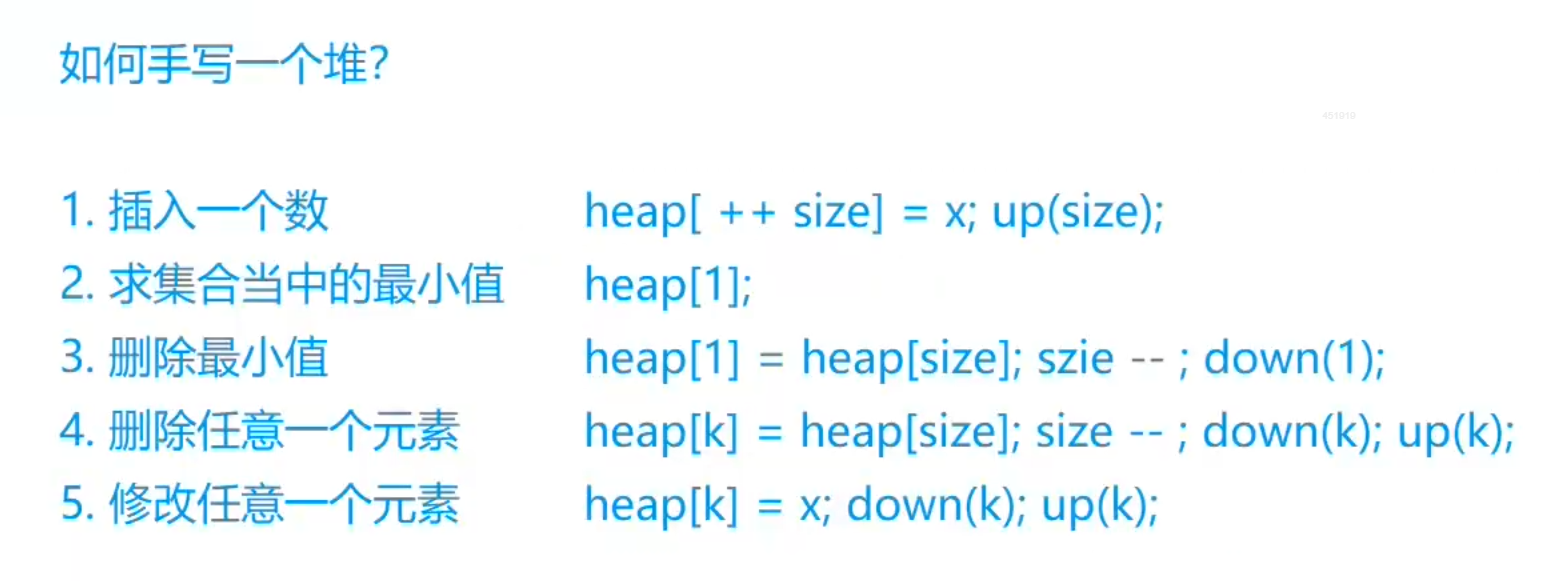 如何手写一个堆?
451010
1. 插入一个数 heap[ ++ size] = x; up(size);
2. 求集合当中的最小值 heap[1];
3. 删除最小值 heap[1] = heap[size]; szie -- ; down(1);
4. 删除任意一个元素 heap[k] = heap[size]; size -- ; down(k); up(k);
5. 修改任意一个元素 heap[k] = x; down(k); up(k);